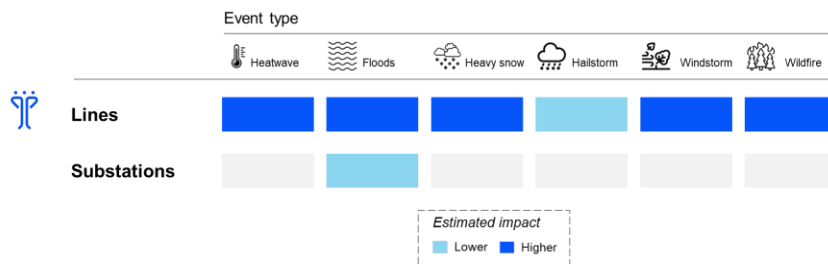 Event type
Heatwave Floods Heavy snow Hailstorm Windstorm Wildfire
Lines
Substations
Estimated impact
Lower Higher